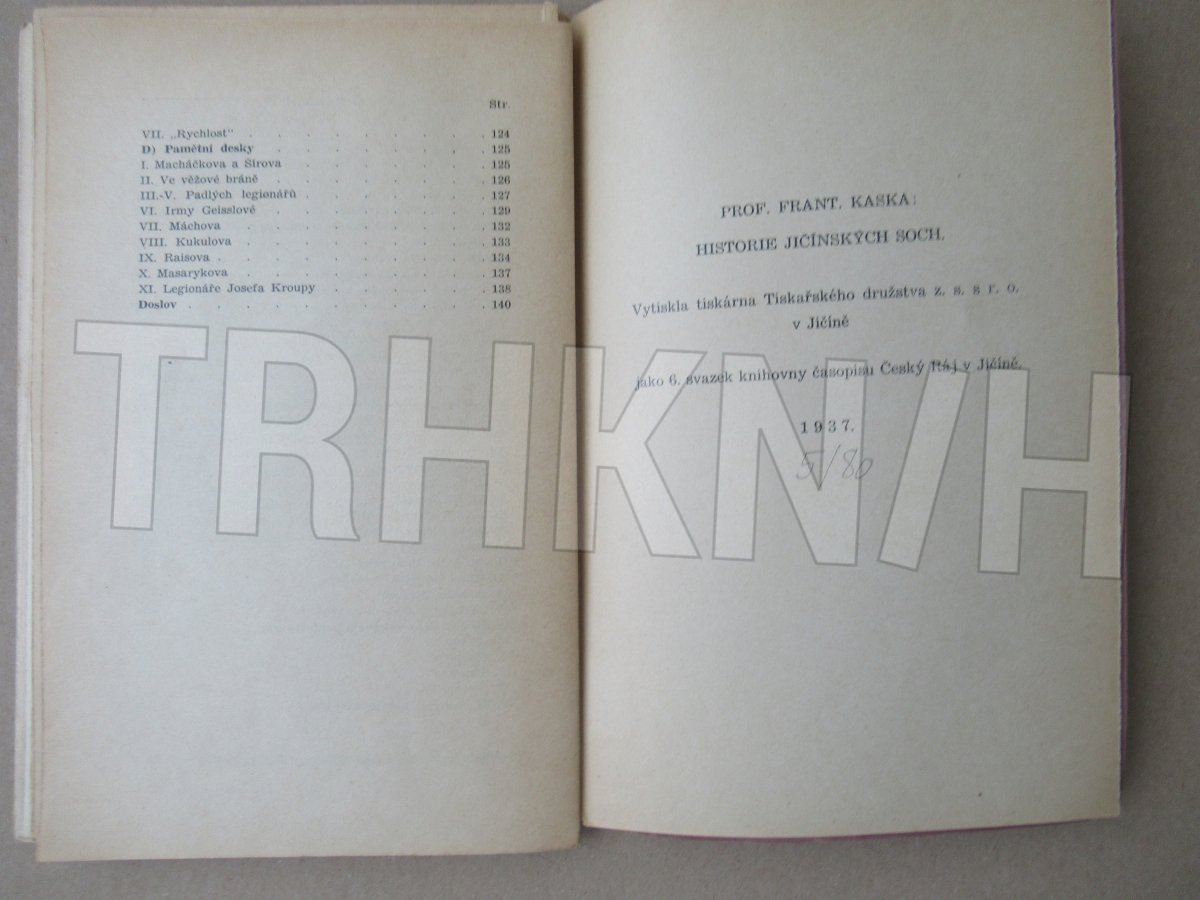 Str.
VII. „Rychlost" . . . . . . . . . 124
D) Pamětní desky . . . . . . . . 125
I. Macháčkova a Šírova . . . . . . . 125
II. Ve věžové bráně . . . . . . . . 126
III.-V. Padlých legionářů . . . . . . . 127
VI. Irmy Geisslové . . . . . . . . 129
VII. Máchova . . . . . . . . . 132
VIII. Kukulova . . . . . . . . . 133
IX. Raisova . . . . . . . . . . 134
X. Masarykova . . . . . . . . . 137
XI. Legionáře Josefa Kroupy . . . . . . 138
Doslov . . . . . . . . . . . 140
PROF. FRANT. KASKA:
HISTORIE JIČÍNSKÝCH SOCH.
Vytiskla tiskárna Tiskařského družstva z. s. s r. o.
v Jičíně
jako 6. svazek knihovny časopisu Český Ráj v Jičíně.
1937.
5/80
TRHKNIH